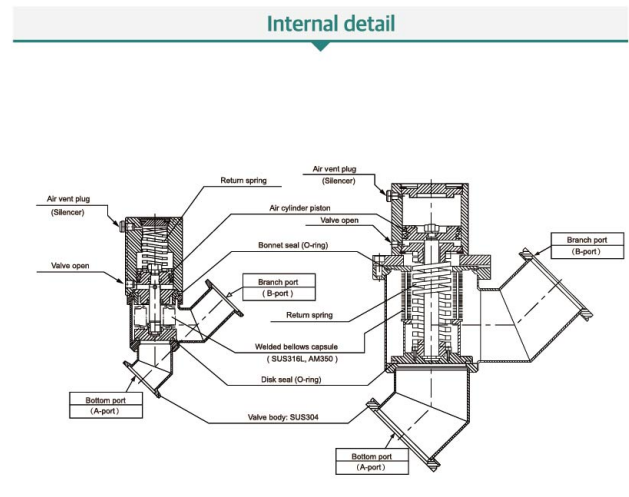 Internal detail
Air vent plug
(Silencer)
Return spring
Air vent plug
(Silencer)
Air cylinder piston
Valve open
Bonnet seal (O-ring)
Valve open
Branch port
( B-port )
Branch port
(B-port)
Return spring
Welded bellows capsule
( SUS316L, AM350 )
Disk seal (O-ring)
Bottom port
(A-port)
Valve body: SUS304
Bottom port
(A-port)